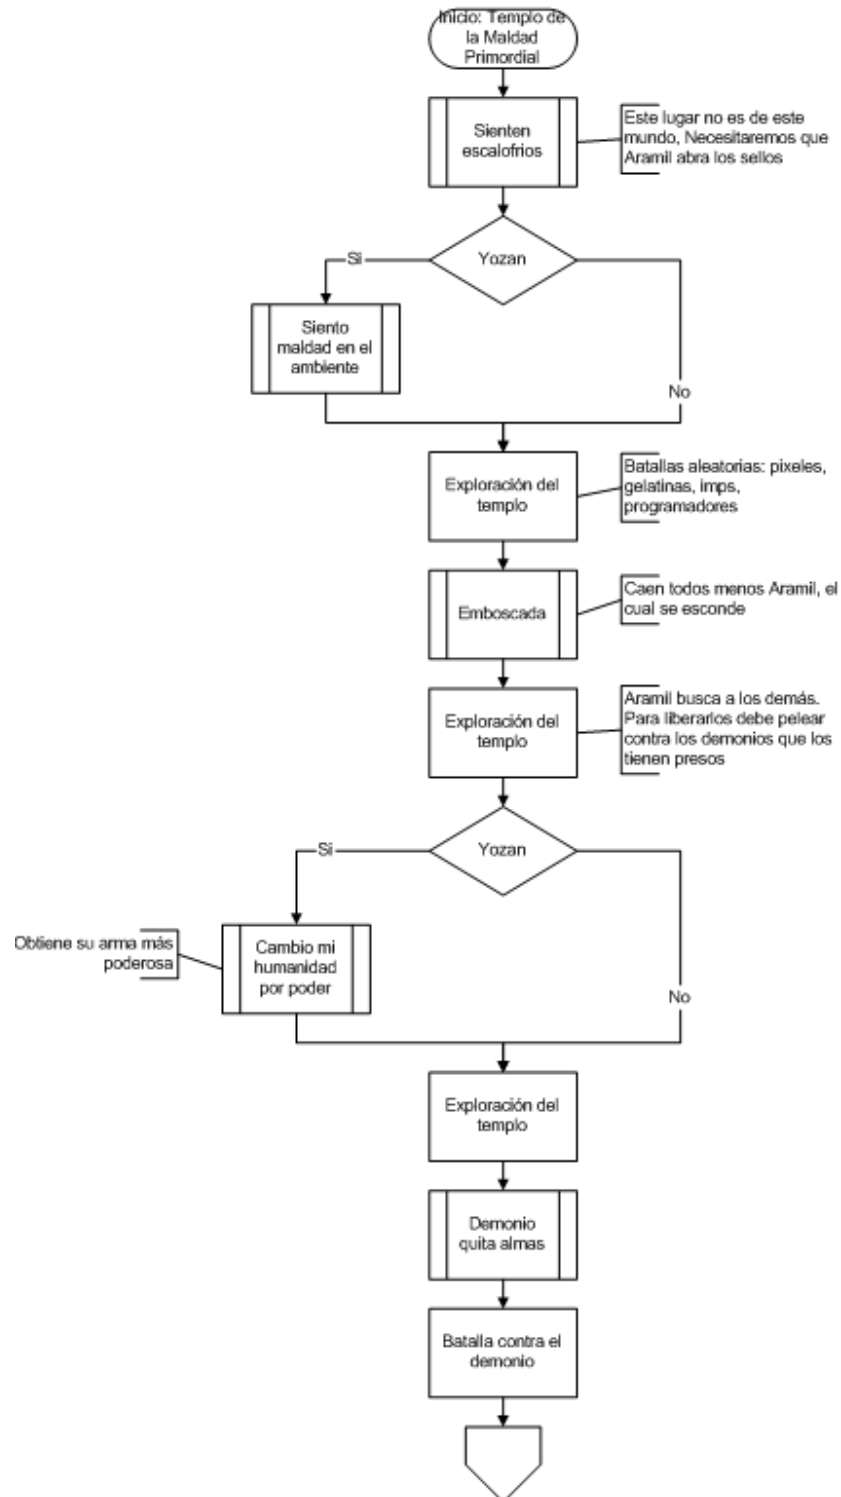 Inicio: Templo de
la Maldad
Primordial
Sienten
escalofrios
Este lugar no es de este
mundo, Necesitaremos que
Aramil abra los sellos
Yozan
Si
Siento
maldad en el
ambiente
No
Exploración del
templo
Batallas aleatorias: pixeles,
gelatinas, imps,
programadores
Emboscada
Caen todos menos Aramil, el
cual se esconde
Exploración del
templo
Aramil busca a los demás.
Para liberarlos debe pelear
contra los demonios que los
tienen presos
Yozan
Si
Obtiene su arma más
poderosa
Cambio mi
humanidad
por poder
No
Exploración del
templo
Demonio
quita almas
Batalla contra el
demonio